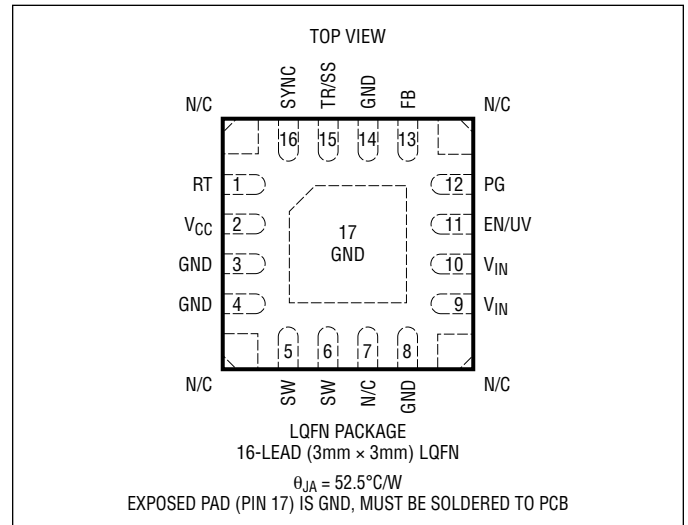 TOP VIEW
N/C SYNC TR/SS GND FB N/C
16 15 14 13
RT 1 12 PG
VCC 2 11 EN/UV
GND 3 10 VIN
GND 4 9 VIN
17
GND
5 6 7 8
N/C SW SW N/C GND N/C
LQFN PACKAGE
16-LEAD (3mm × 3mm) LQFN
θJA = 52.5°C/W
EXPOSED PAD (PIN 17) IS GND, MUST BE SOLDERED TO PCB